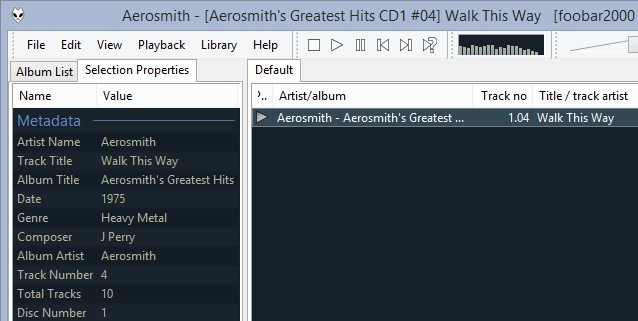 Aerosmith - [Aerosmith's Greatest Hits CD1 #04] Walk This Way [foobar2000
File Edit View Playback Library Help
Album List Selection Properties Default
Name Value
Metadata
Artist Name Aerosmith
Track Title Walk This Way
Album Title Aerosmith's Greatest Hits
Date 1975
Genre Heavy Metal
Composer J Perry
Album Artist Aerosmith
Track Number 4
Total Tracks 10
Disc Number 1
.. Artist/album Track no Title / track artist
Aerosmith - Aerosmith's Greatest ... 1.04 Walk This Way